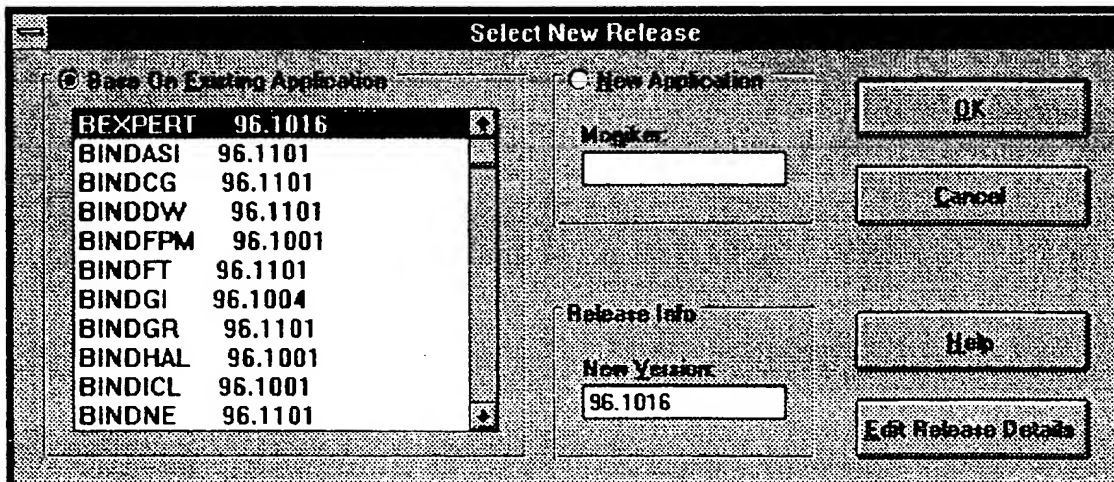 Select New Release
Base On Existing Application
BEXPERT 96.1016
BINDASI 96.1101
BINDCG 96.1101
BINDDW 96.1101
BINDFPM 96.1001
BINDFT 96.1101
BINDGI 96.1004
BINDGR 96.1101
BINDHAL 96.1001
BINDICL 96.1001
BINDNE 96.1101
New Application
Moniker:
Release Info
New Version:
96.1016
OK
Cancel
Help
Edit Release Details